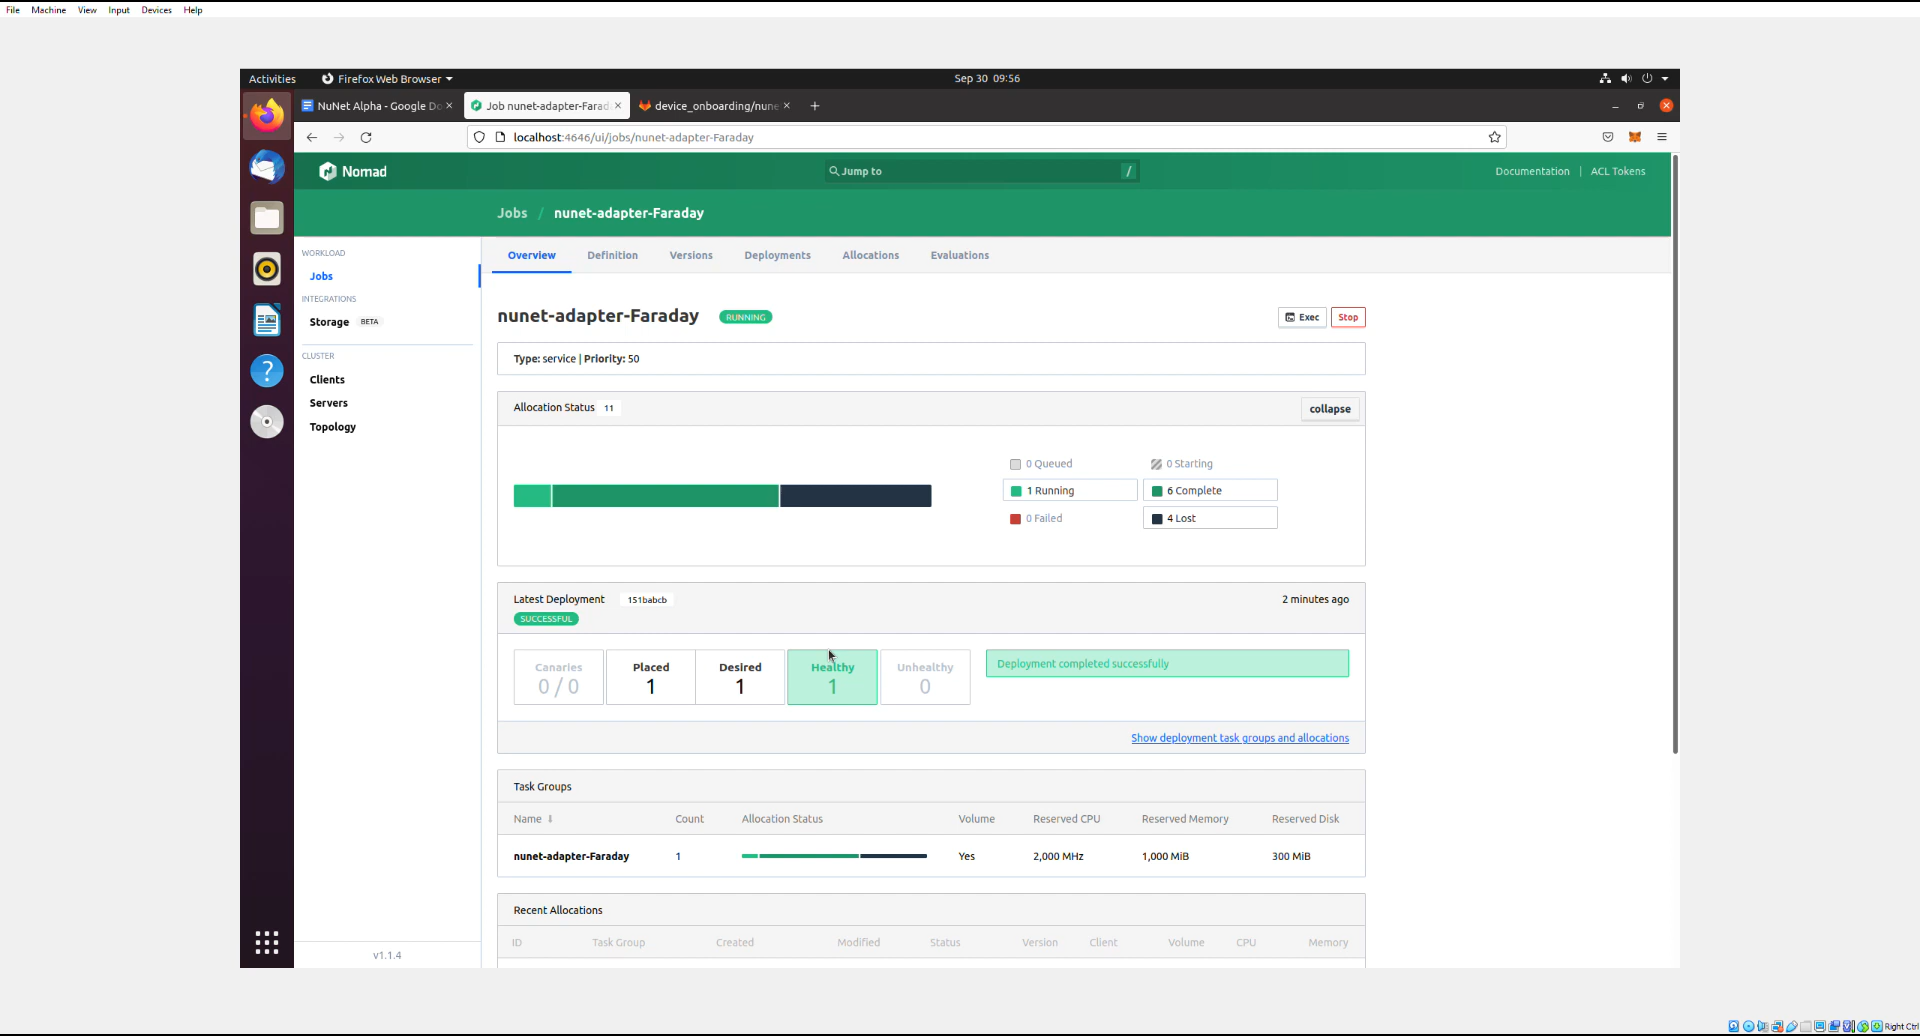 File Machine View Input Devices Help
Activities Firefox Web Browser Sep 30 09:56
NuNet Alpha - Google Do × Job nunet-adapter-Farad × device_onboarding/nune × +
localhost:4646/ui/jobs/nunet-adapter-Faraday
Nomad Jump to / Documentation | ACL Tokens
Jobs / nunet-adapter-Faraday
WORKLOAD
Jobs
INTEGRATIONS
Storage BETA
CLUSTER
Clients
Servers
Topology
v1.1.4
Overview Definition Versions Deployments Allocations Evaluations
nunet-adapter-Faraday RUNNING Exec Stop
Type: service | Priority: 50
Allocation Status 11 collapse
0 Queued 0 Starting
1 Running 6 Complete
0 Failed 4 Lost
Latest Deployment 151babcb 2 minutes ago
SUCCESSFUL
Canaries Placed Desired Healthy Unhealthy Deployment completed successfully
0 / 0 1 1 1 0
Show deployment task groups and allocations
Task Groups
Name Count Allocation Status Volume Reserved CPU Reserved Memory Reserved Disk
nunet-adapter-Faraday 1 Yes 2,000 MHz 1,000 MiB 300 MiB
Recent Allocations
ID Task Group Created Modified Status Version Client Volume CPU Memory
Right Ctrl